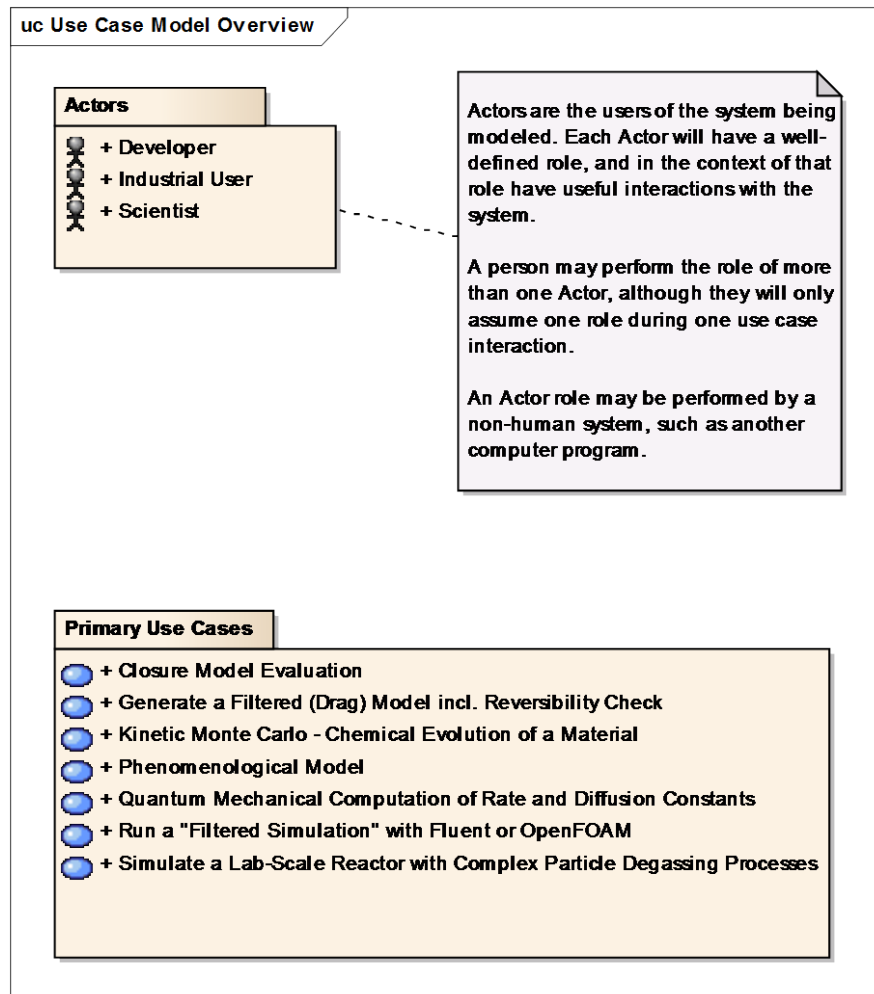 uc Use Case Model Overview
Actors
+ Developer
+ Industrial User
+ Scientist
Actors are the users of the system being
modeled. Each Actor will have a well-
defined role, and in the context of that
role have useful interactions with the
system.
A person may perform the role of more
than one Actor, although they will only
assume one role during one use case
interaction.
An Actor role may be performed by a
non-human system, such as another
computer program.
Primary Use Cases
+ Closure Model Evaluation
+ Generate a Filtered (Drag) Model incl. Reversibility Check
+ Kinetic Monte Carlo - Chemical Evolution of a Material
+ Phenomenological Model
+ Quantum Mechanical Computation of Rate and Diffusion Constants
+ Run a "Filtered Simulation" with Fluent or OpenFOAM
+ Simulate a Lab-Scale Reactor with Complex Particle Degassing Processes